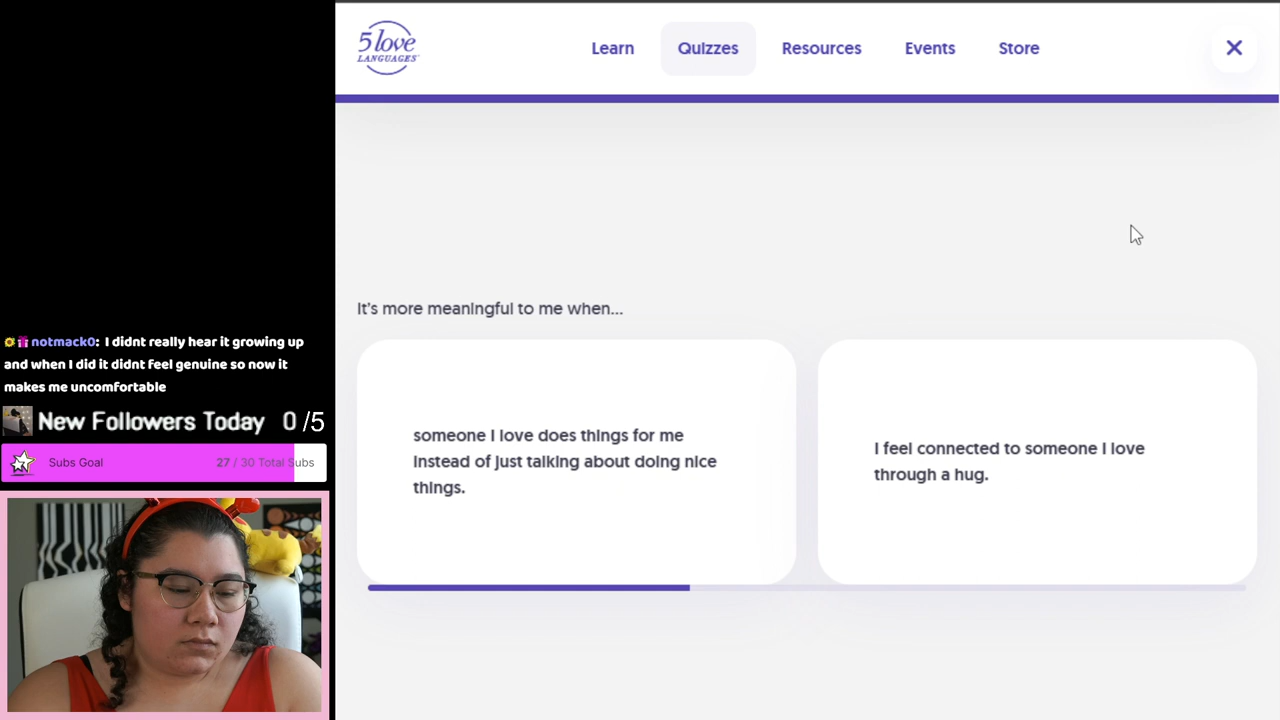 5 love
LANGUAGES
Learn
Quizzes
Resources
Events
Store
It's more meaningful to me when...
someone I love does things for me
instead of just talking about doing nice
things.
I feel connected to someone I love
through a hug.
notmack0: I didnt really hear it growing up
and when I did it didnt feel genuine so now it
makes me uncomfortable
New Followers Today 0 /5
Subs Goal 27 / 30 Total Subs